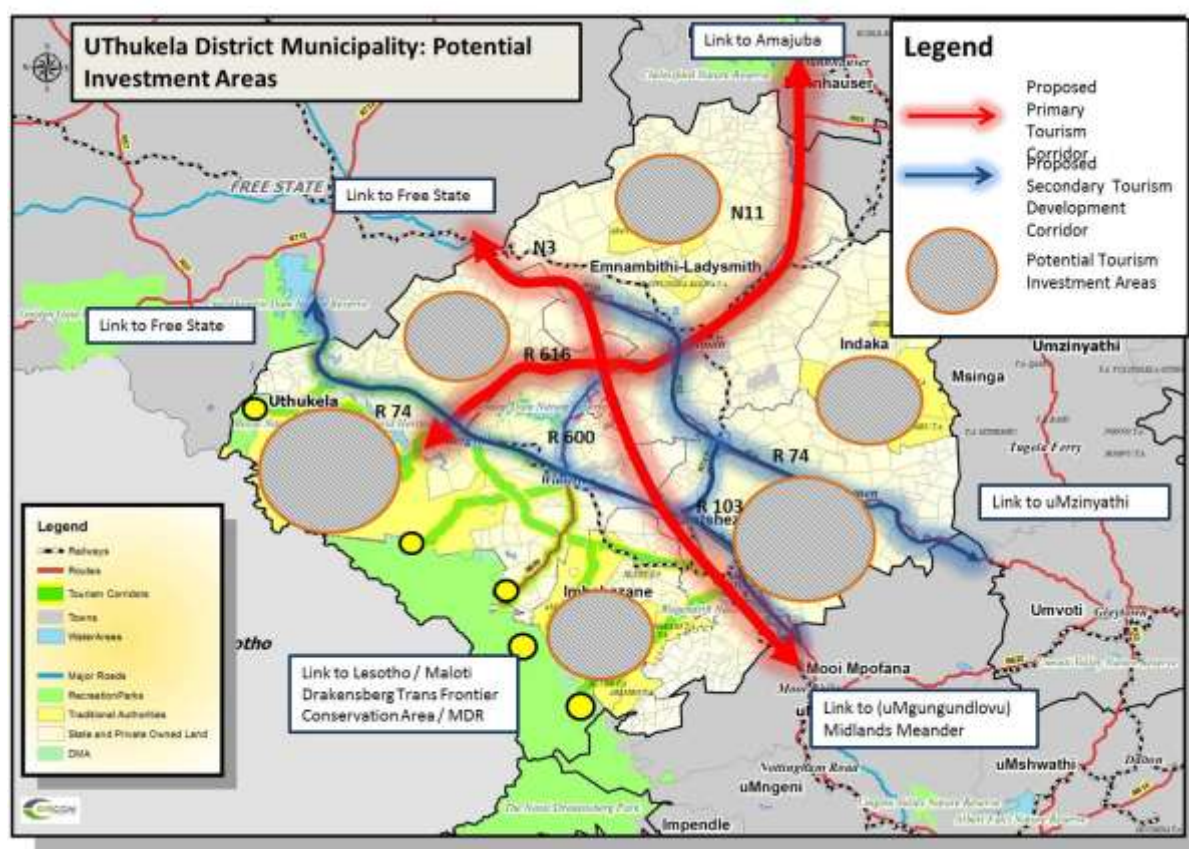 UThukela District Municipality: Potential
Investment Areas
Link to Amajuba
Legend
Proposed
Primary
Tourism
Corridor
Proposed
Secondary Tourism
Development
Corridor
Potential Tourism
Investment Areas
FREE STATE
Link to Free State
N3
N11
Emnambithi-Ladysmith
Link to Free State
R 616
Indaka
Umzinyathi
Msinga
Uthukela
R 74
R 600
R 74
Tugela Ferry
R 103
Link to uMzinyathi
Legend
Railways
Routes
Tourism Corridors
Towns
WaterAreas
Major Roads
RecreationParks
Traditional Authorities
State and Private Owned Land
DMA
Umvoti
Greytown
Link to Lesotho / Maloti
Drakensberg Trans Frontier
Conservation Area / MDR
Mooi Mpofana
Link to (uMgungundlovu)
Midlands Meander
Nottingham Road
uMshwathi
Dalton
uMngeni
Impendle